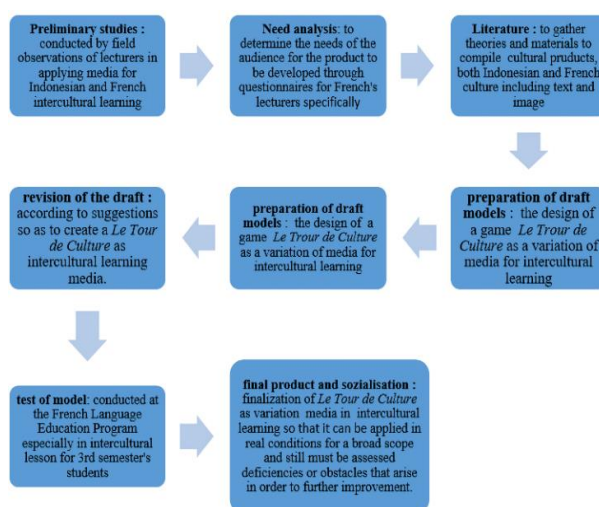 Preliminary studies :
conducted by field
observations of lecturers in
applying media for
Indonesian and French
intercultural learning
Need analysis: to
determine the needs of the
audience for the product to
be developed through
questionnaires for French's
lecturers specifically
Literature : to gather
theories and materials to
compile cultural pructucts,
both Indonesian and French
culture including text and
image
preparation of draft
models : the design of
a game Le Trour de
Culture as a variation of
media for intercultural
learning
preparation of draft
models : the design of a
game Le Trour de Culture
as a variation of media for
intercultural learning
revision of the draft :
according to suggestions
so as to create a Le Tour
de Culture as
intercultural learning
media.
test of model: conducted at
the French Language
Education Program
especially in intercultural
lesson for 3rd semester's
students
final product and sozialisation :
finalization of Le Tour de Culture
as variation media in intercultural
learning so that it can be applied in
real conditions for a broad scope
and still must be assessed
deficiencies or obstacles that arise
in order to further improvement.